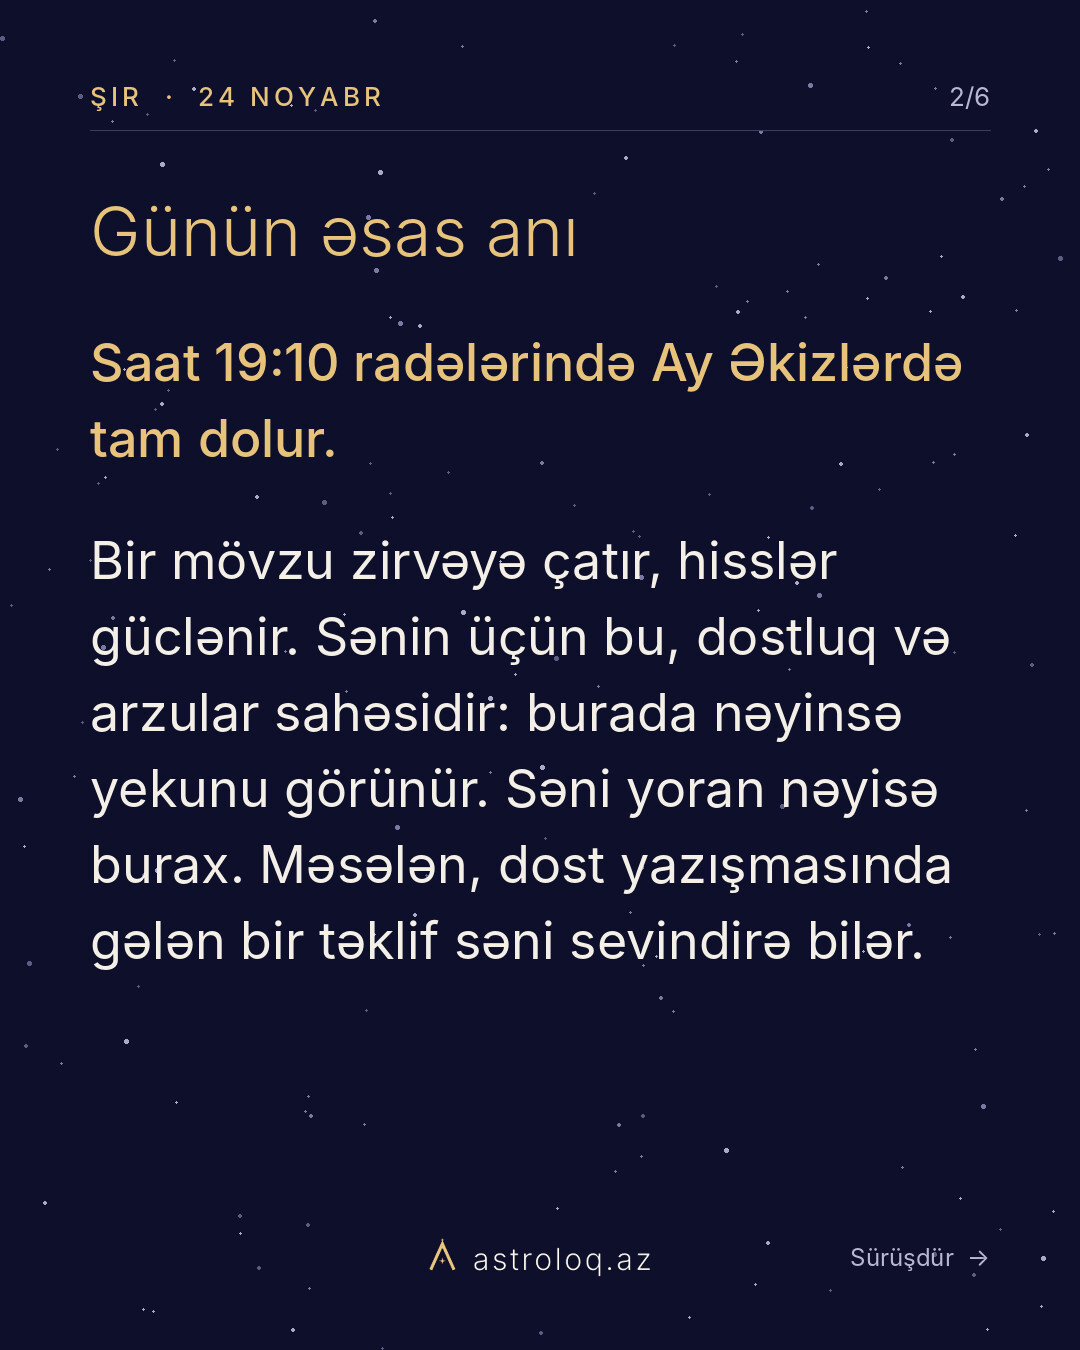 ŞIR · 24 NOYABR
2/6
Günün əsas anı
Saat 19:10 radələrində Ay Əkizlərdə
tam dolur.
Bir mövzu zirvəyə çatır, hisslər
güclənir. Sənin üçün bu, dostluq və
arzular sahəsidir: burada nəyinsə
yekunu görünür. Səni yoran nəyisə
burax. Məsələn, dost yazışmasında
gələn bir təklif səni sevindirə bilər.
astroloq.az
Sürüşdür →